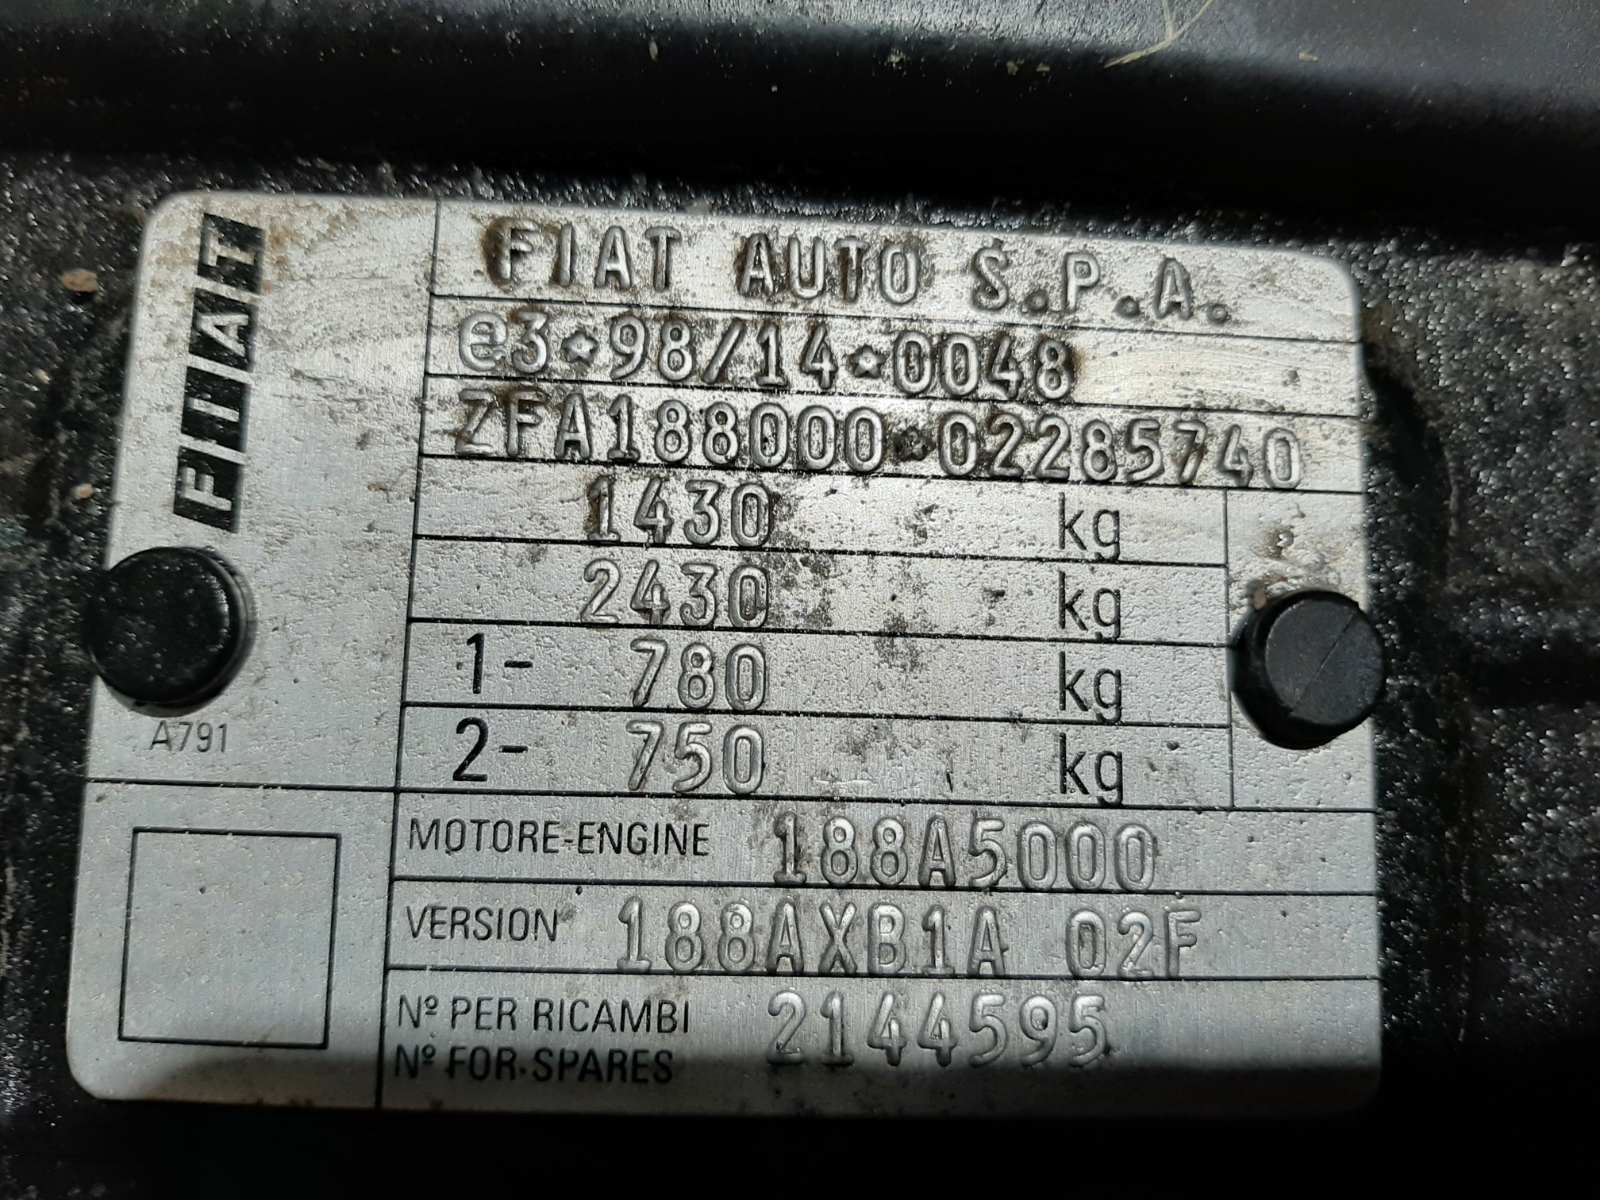 FIAT
FIAT AUTO S.P.A.
e3*98/14*0048
ZFA188000*02285740
1430 kg
2430 kg
1- 780 kg
2- 750 kg
A791
MOTORE-ENGINE 188A5000
VERSION 188AXB1A 02F
Nº PER RICAMBI 2144595
Nº FOR SPARES